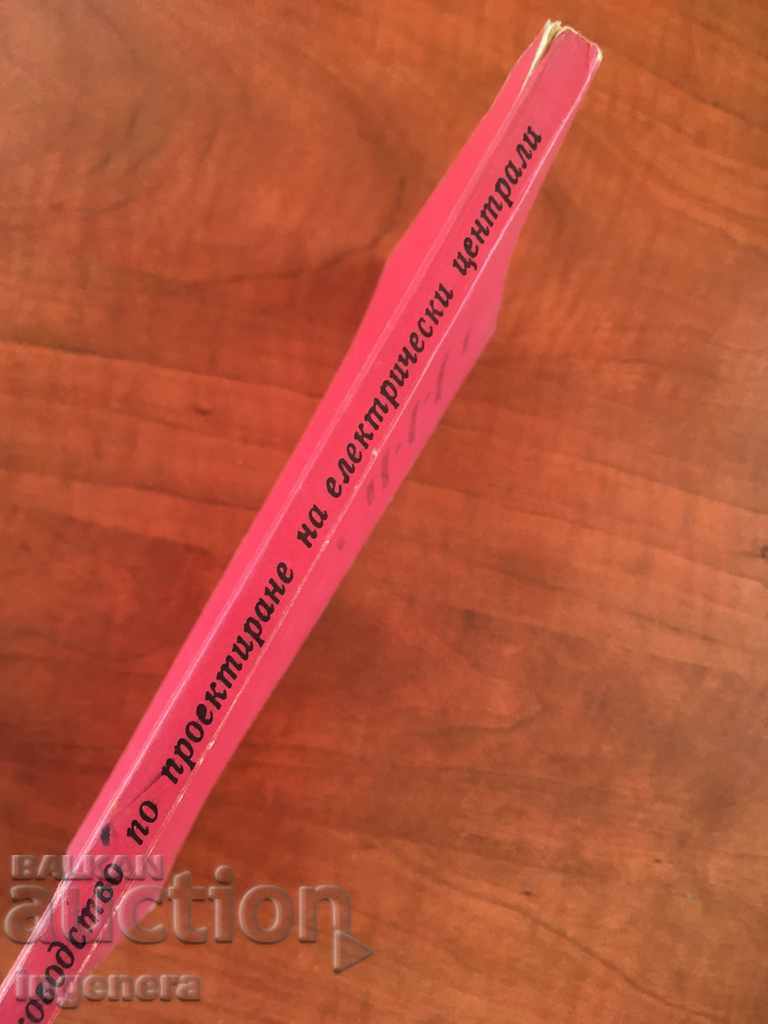 ководство по проектиране на електрически централи
BALKAN
auction
ingenera